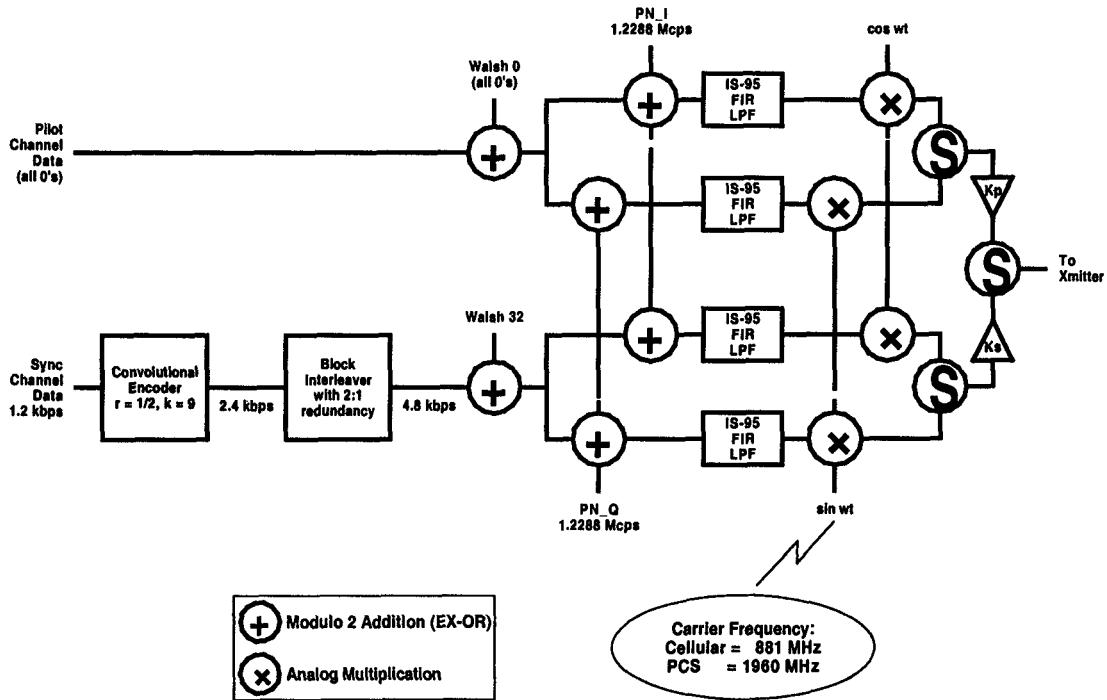 PN_I
1.2288 Mcps
cos wt
Walsh 0
(all 0's)
IS-95
FIR
LPF
+
×
Pilot
Channel
Data
(all 0's)
+
S
Kp
+
IS-95
FIR
LPF
×
S
To
Xmitter
Walsh 32
+
IS-95
FIR
LPF
×
Ks
Sync
Channel
Data
1.2 kbps
Convolutional
Encoder
r = 1/2, k = 9
2.4 kbps
Block
Interleaver
with 2:1
redundancy
4.8 kbps
+
S
+
IS-95
FIR
LPF
×
PN_Q
1.2288 Mcps
sin wt
+ Modulo 2 Addition (EX-OR)
× Analog Multiplication
Carrier Frequency:
Cellular = 881 MHz
PCS = 1960 MHz